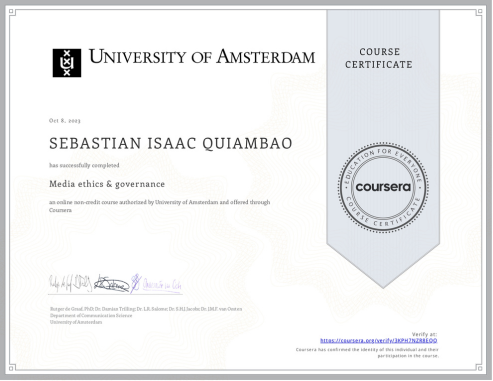 UNIVERSITY OF AMSTERDAM
COURSE
CERTIFICATE
Oct 8, 2023
SEBASTIAN ISAAC QUIAMBAO
has successfully completed
Media ethics & governance
an online non-credit course authorized by University of Amsterdam and offered through
Coursera
EDUCATION FOR EVERYONE
coursera
COURSE CERTIFICATE
Rutger de Graaf, PhD; Dr. Damian Trilling; Dr. L.B. Salome; Dr. S.H.J. Jacobs; Dr. J.M.F. van Oosten
Department of Communication Science
University of Amsterdam
Verify at:
https://coursera.org/verify/3KPH7NZRBEQD
Coursera has confirmed the identity of this individual and their
participation in the course.